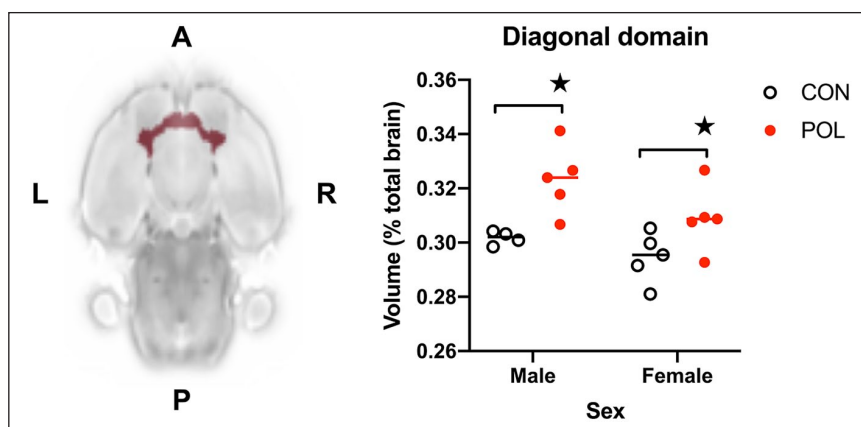 A
L
R
P
Diagonal domain
Volume (% total brain)
0.36
0.34
0.32
0.30
0.28
0.26
Male
Female
Sex
CON
POL